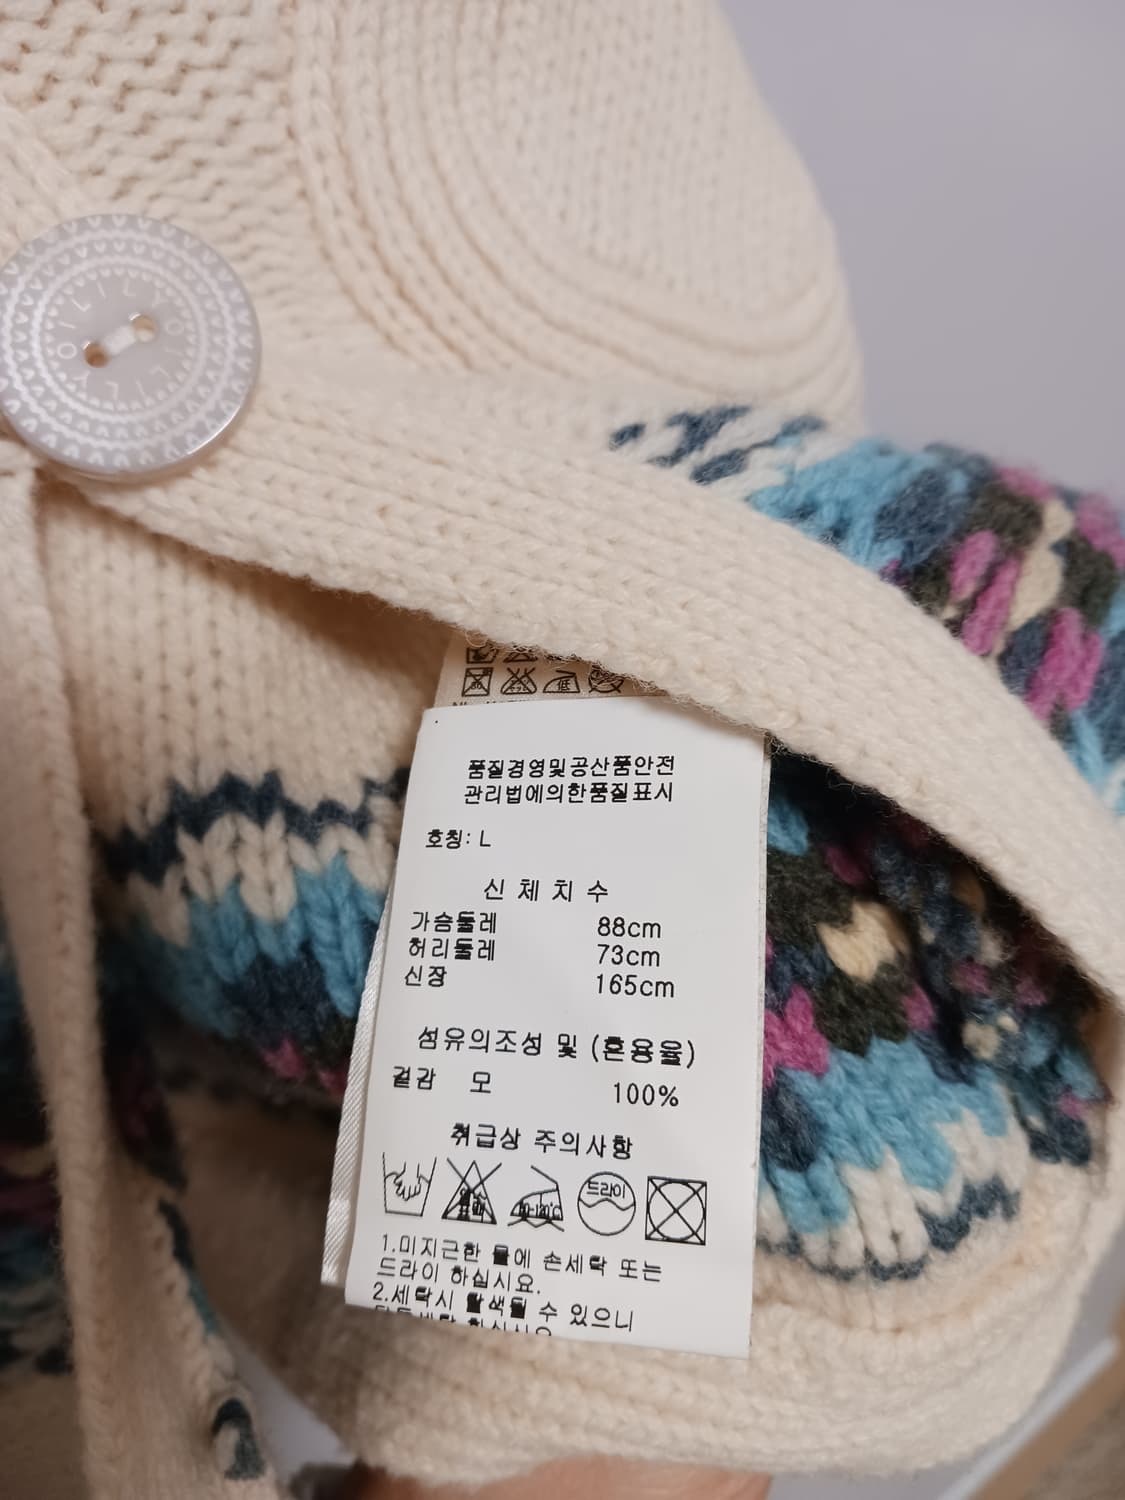 OILILY OILILY
低
품질경영및공산품안전
관리법에의한품질표시
호칭: L
신 체 치 수
가슴둘레 88cm
허리둘레 73cm
신장 165cm
섬유의조성 및 (혼용율)
겉감 모 100%
취급상 주의사항
드라이
1.미지근한 물에 손세탁 또는
드라이 하십시요.
2.세탁시 탈색될 수 있으니